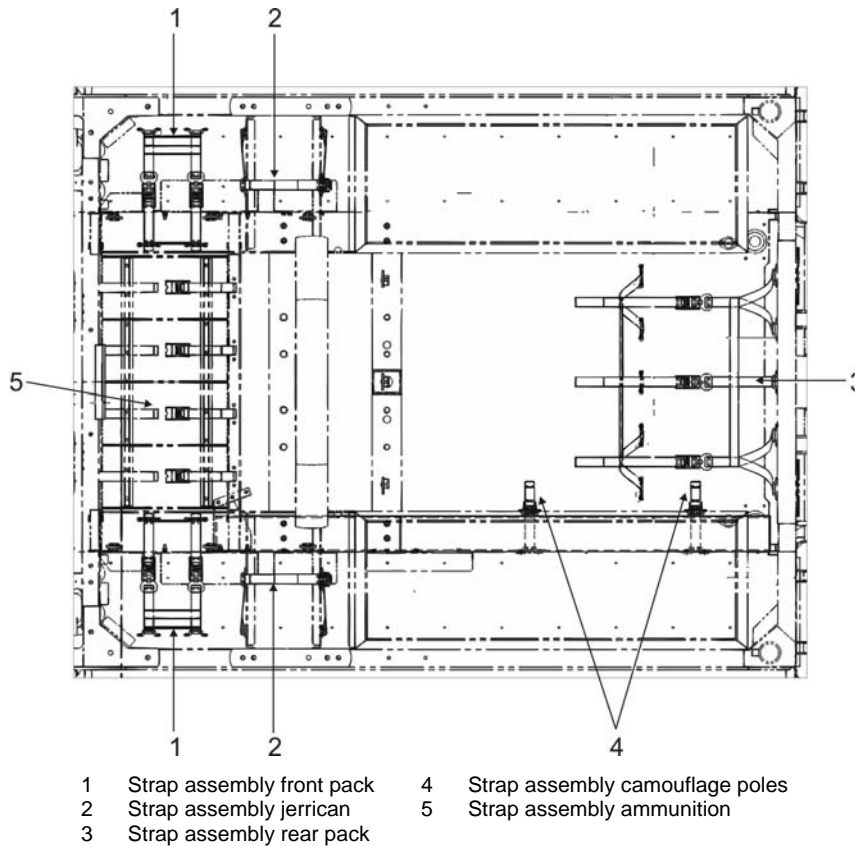 1 2
2
5
3
1 2 4
1 Strap assembly front pack 4 Strap assembly camouflage poles
2 Strap assembly jerrican 5 Strap assembly ammunition
3 Strap assembly rear pack